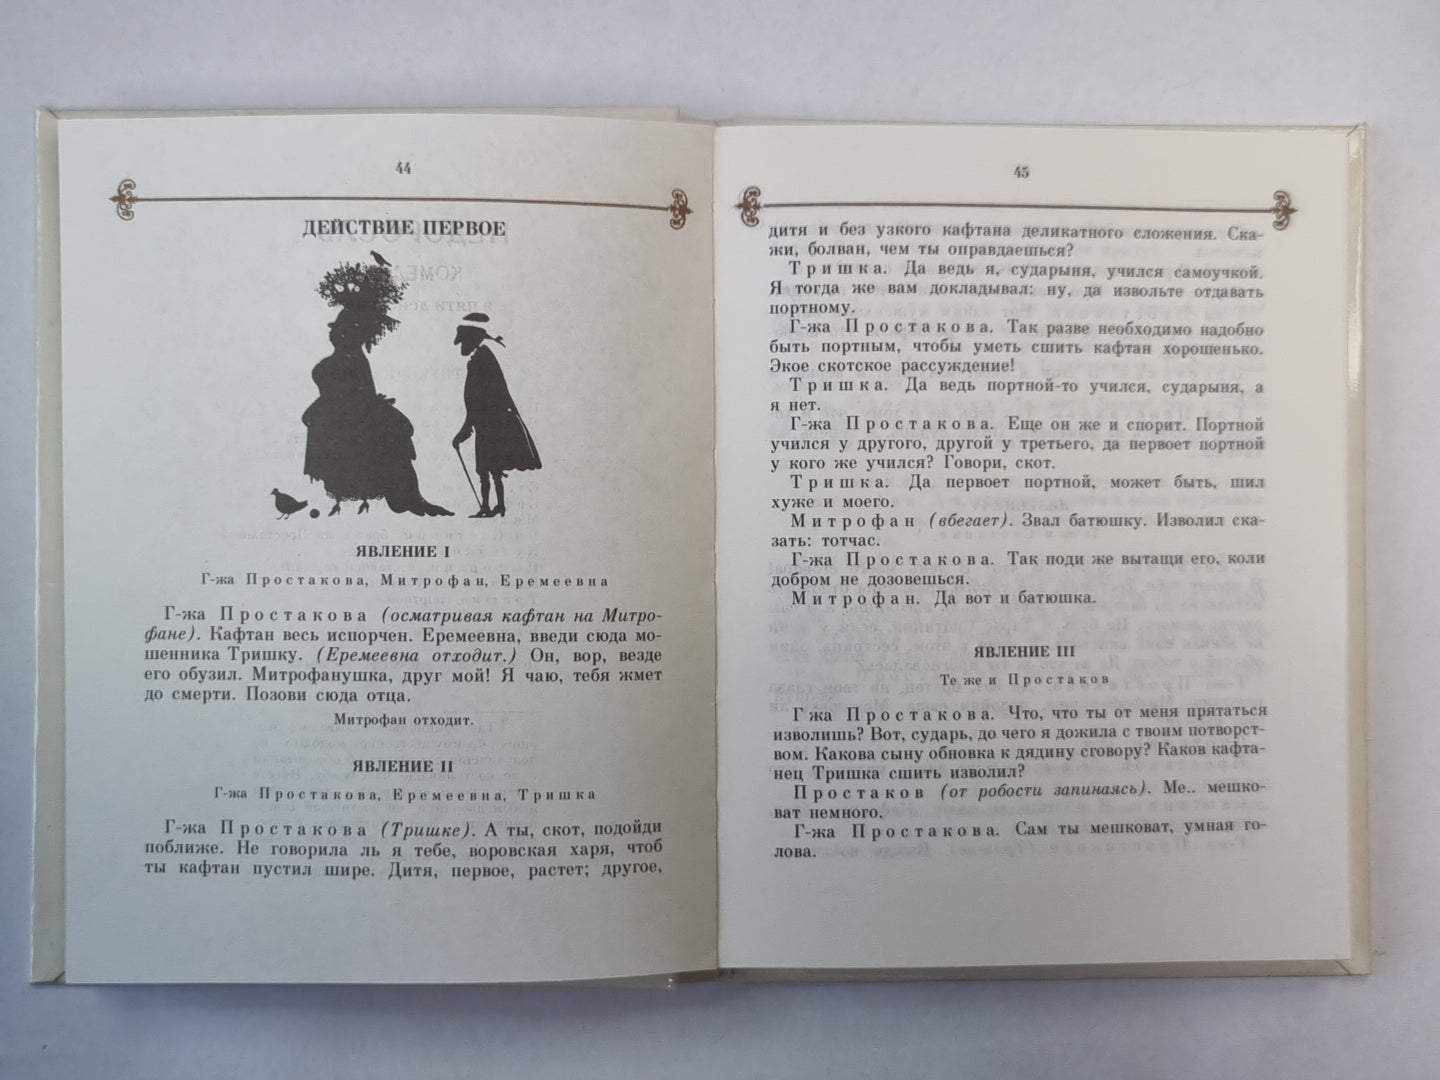 44
ДЕЙСТВИЕ ПЕРВОЕ
ЯВЛЕНИЕ I
Г-жа Простакова, Митрофан, Еремеевна
Г-жа Простакова (осматривая кафтан на Митро-
фане). Кафтан весь испорчен. Еремеевна, введи сюда мо-
шенника Тришку. (Еремеевна отходит.) Он, вор, везде
его обузил. Митрофанушка, друг мой! Я чаю, тебя жмет
до смерти. Позови сюда отца.
Митрофан отходит.
ЯВЛЕНИЕ II
Г-жа Простакова, Еремеевна, Тришка
Г-жа Простакова (Тришке). А ты, скот, подойди
поближе. Не говорила ль я тебе, воровская харя, чтоб
ты кафтан пустил шире. Дитя, первое, растет; другое,
45
дитя и без узкого кафтана деликатного сложения. Ска-
жи, болван, чем ты оправдаешься?
Тришка. Да ведь я, сударыня, учился самоучкой.
Я тогда же вам докладывал: ну, да извольте отдавать
портному.
Г-жа Простакова. Так разве необходимо надобно
быть портным, чтобы уметь сшить кафтан хорошенько.
Экое скотское рассуждение!
Тришка. Да ведь портной-то учился, сударыня, а
я нет.
Г-жа Простакова. Еще он же и спорит. Портной
учился у другого, другой у третьего, да первоет портной
у кого же учился? Говори, скот.
Тришка. Да первоет портной, может быть, шил
хуже и моего.
Митрофан (вбегает). Звал батюшку. Изволил ска-
зать: тотчас.
Г-жа Простакова. Так поди же вытащи его, коли
добром не дозовешься.
Митрофан. Да вот и батюшка.
ЯВЛЕНИЕ III
Те же и Простаков
Г жа Простакова. Что, что ты от меня прятаться
изволишь? Вот, сударь, до чего я дожила с твоим потворст-
вом. Какова сыну обновка к дядину сговору? Каков кафта-
нец Тришка сшить изволил?
Простаков (от робости запинаясь). Ме.. мешко-
ват немного.
Г-жа Простакова. Сам ты мешковат, умная го-
лова.